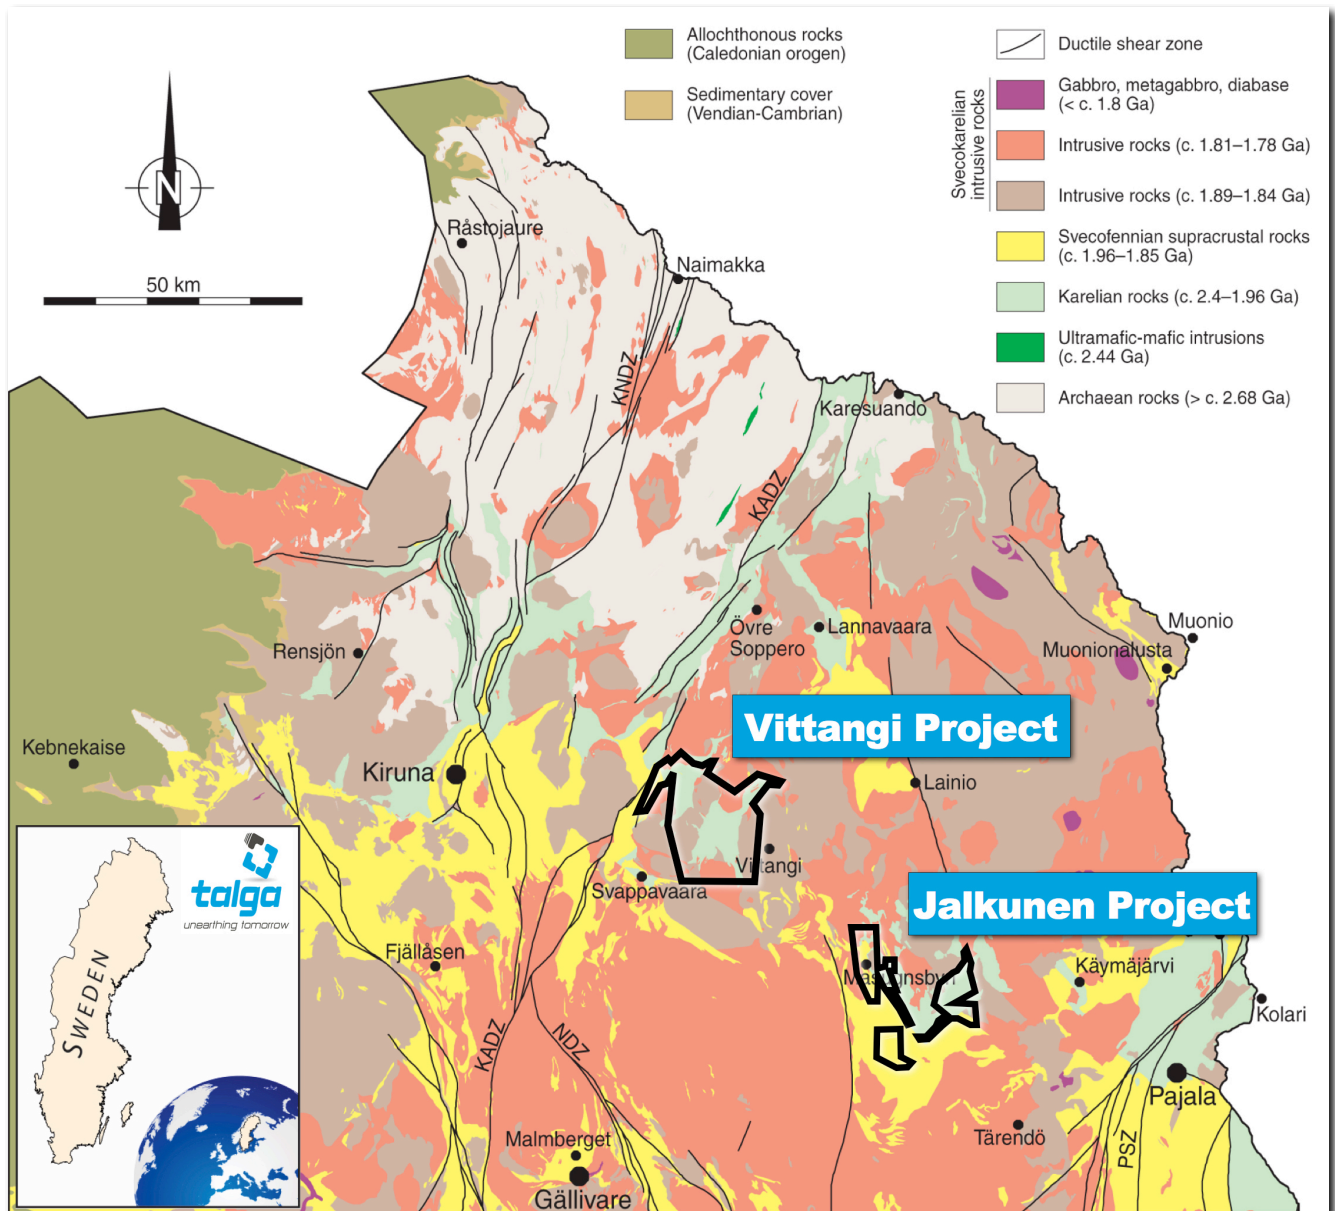 Allochthonous rocks
(Caledonian orogen)
Sedimentary cover
(Vendian-Cambrian)
Ductile shear zone
Svecokarelian
intrusive rocks
Gabbro, metagabbro, diabase
(< c. 1.8 Ga)
Intrusive rocks (c. 1.81–1.78 Ga)
Intrusive rocks (c. 1.89–1.84 Ga)
Svecofennian supracrustal rocks
(c. 1.96–1.85 Ga)
Karelian rocks (c. 2.4–1.96 Ga)
Ultramafic-mafic intrusions
(c. 2.44 Ga)
Archaean rocks (> c. 2.68 Ga)
N
50 km
Råstojaure
Naimakka
KNDZ
Karesuando
KADZ
Övre
Soppero
Lannavaara
Muonio
Muonionalusta
Rensjön
Kebnekaise
Kiruna
Vittangi Project
Lainio
Vittangi
Svappavaara
Jalkunen Project
Fjällåsen
Masugnsbyn
Käymäjärvi
Kolari
KADZ
NDZ
Pajala
Tärendö
PSZ
Malmberget
Gällivare
talga
unearthing tomorrow
SWEDEN